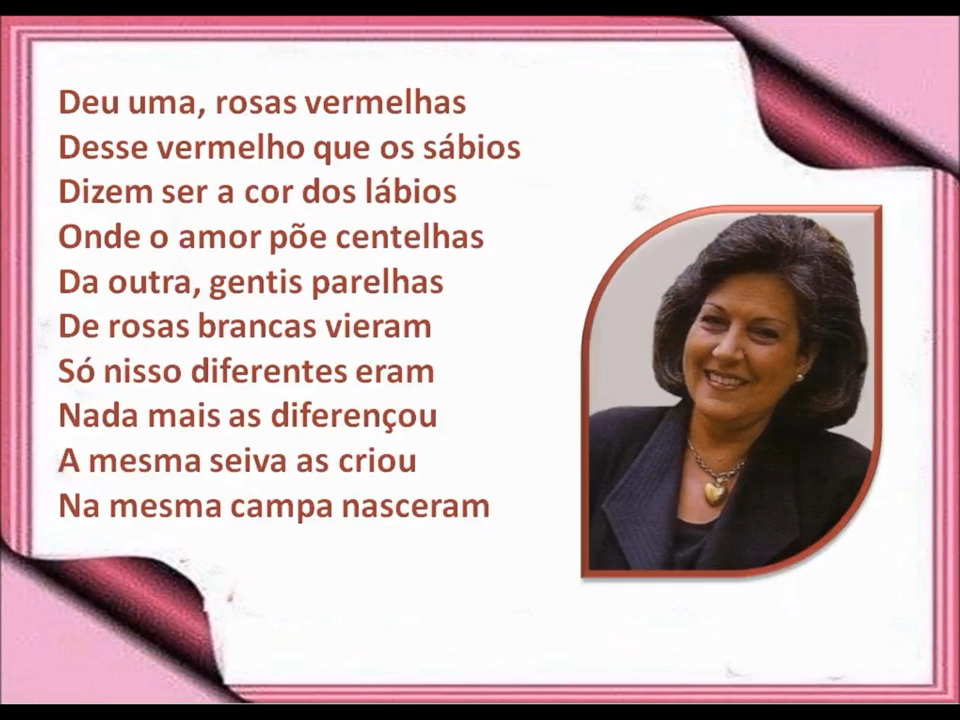 Deu uma, rosas vermelhas
Desse vermelho que os sábios
Dizem ser a cor dos lábios
Onde o amor põe centelhas
Da outra, gentis parelhas
De rosas brancas vieram
Só nisso diferentes eram
Nada mais as diferençou
A mesma seiva as criou
Na mesma campa nasceram